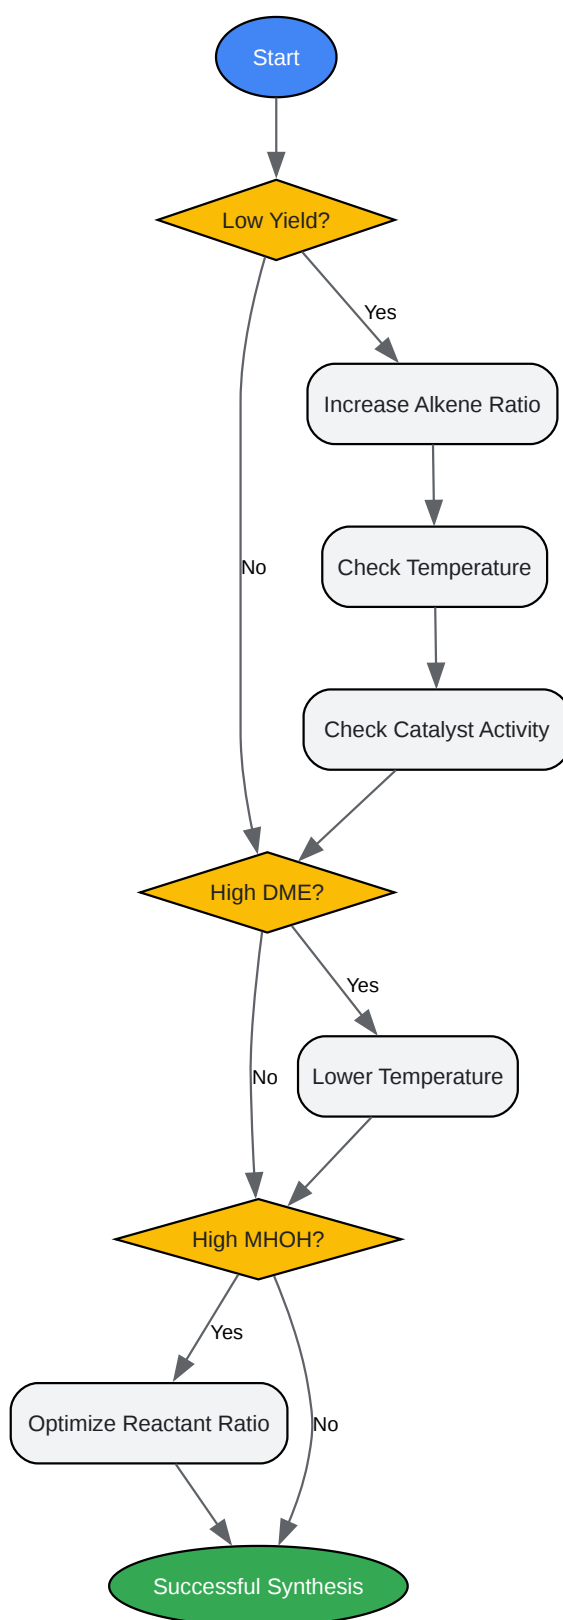 Start
Low Yield?
Yes
Increase Alkene Ratio
Check Temperature
No
Check Catalyst Activity
High DME?
Yes
Lower Temperature
No
High MHOH?
Yes
Optimize Reactant Ratio
No
Successful Synthesis